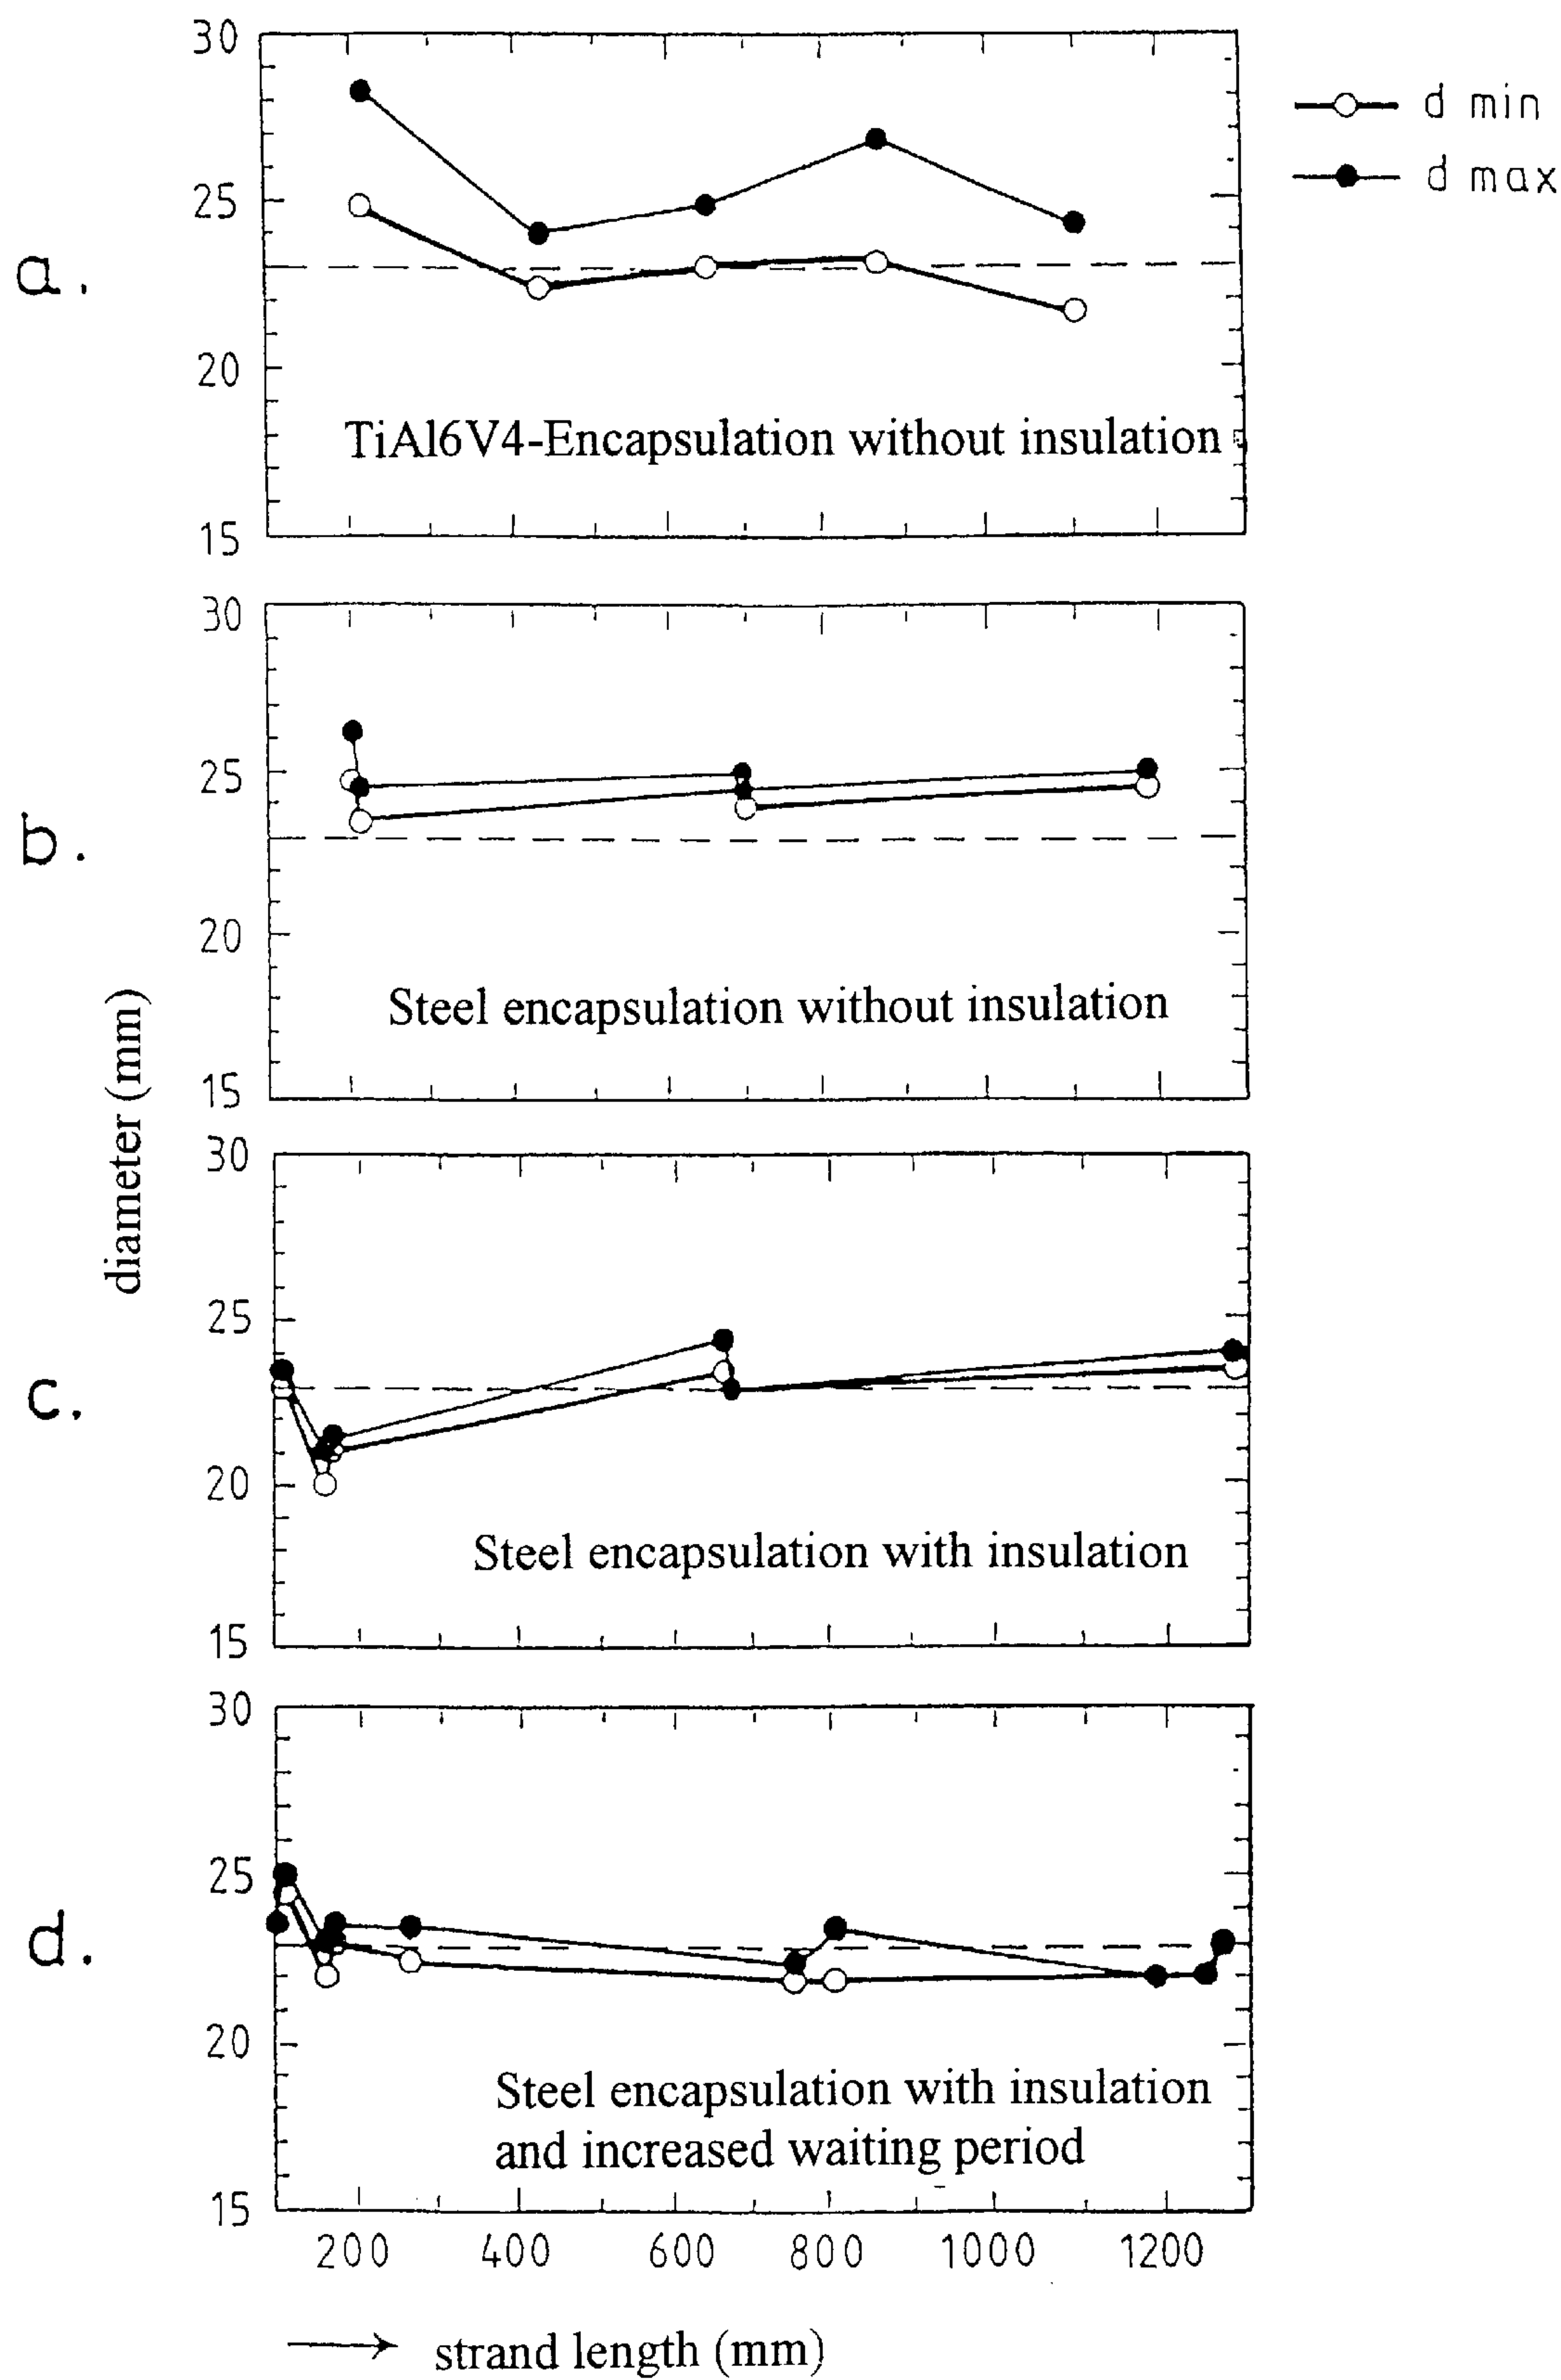 30
d min
d max
25
a.
20
TiAl6V4-Encapsulation without insulation
15
30
25
b.
20
Steel encapsulation without insulation
15
diameter (mm)
30
25
c.
20
Steel encapsulation with insulation
15
30
25
d.
20
Steel encapsulation with insulation
and increased waiting period
15
200 400 600 800 1000 1200
strand length (mm)